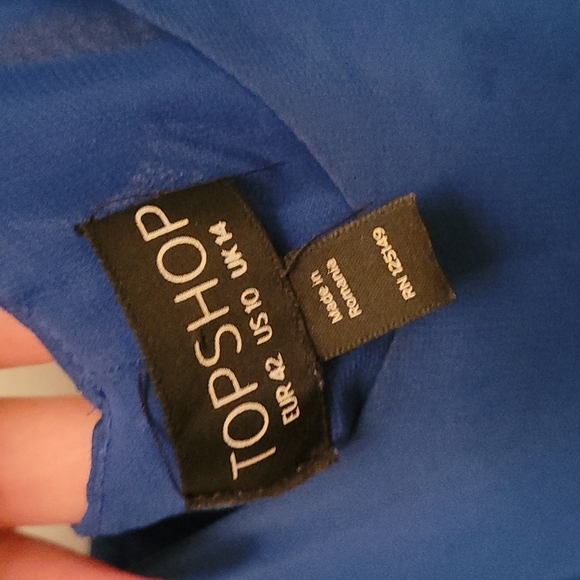 TOPSHOP
EUR 42 US 10 UK 14
Made in
Romania
RN 125149